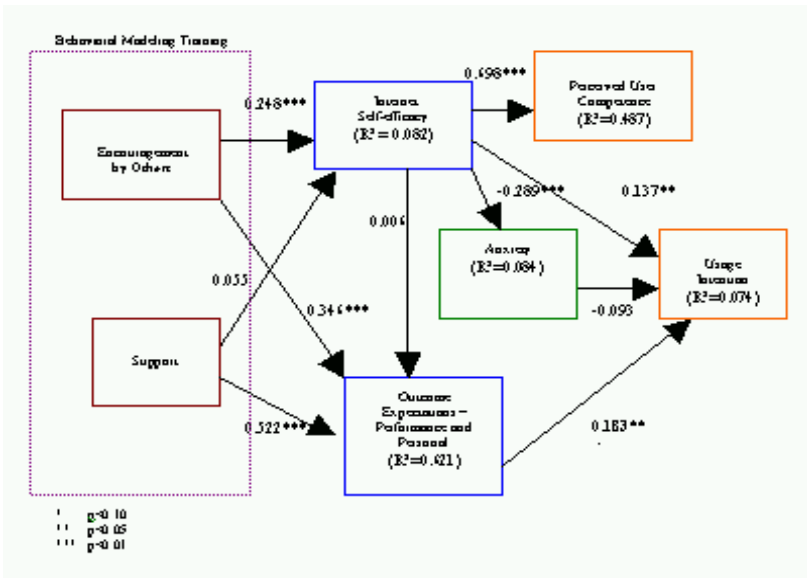 Behavioral Modeling Training
0.248***
0.698***
Internet
Self-efficacy
(R² = 0.082)
Perceived User
Competence
(R²=0.487)
Encouragement
by Others
-0.289***
0.137**
0.006
Anxiety
(R²=0.084)
Usage
Intention
(R²=0.074)
0.055
0.346***
-0.093
Support
0.522***
Outcome
Expectations –
Performance and
Personal
(R²=0.621)
0.183**
* p<0.10
** p<0.05
*** p<0.01